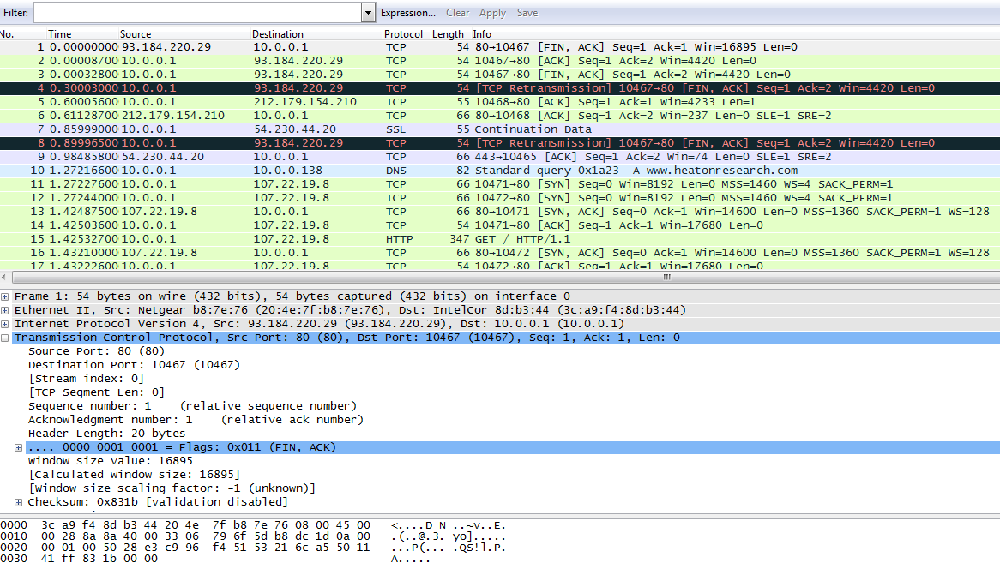 Filter: Expression... Clear Apply Save
No. Time Source Destination Protocol Length Info
1 0.00000000 93.184.220.29 10.0.0.1 TCP 54 80→10467 [FIN, ACK] Seq=1 Ack=1 Win=16895 Len=0
2 0.00008700 10.0.0.1 93.184.220.29 TCP 54 10467→80 [ACK] Seq=1 Ack=2 Win=4420 Len=0
3 0.00032800 10.0.0.1 93.184.220.29 TCP 54 10467→80 [FIN, ACK] Seq=1 Ack=2 Win=4420 Len=0
4 0.30003000 10.0.0.1 93.184.220.29 TCP 54 [TCP Retransmission] 10467→80 [FIN, ACK] Seq=1 Ack=2 Win=4420 Len=0
5 0.60005600 10.0.0.1 212.179.154.210 TCP 55 10468→80 [ACK] Seq=1 Ack=1 Win=4233 Len=1
6 0.61128700 212.179.154.210 10.0.0.1 TCP 66 80→10468 [ACK] Seq=1 Ack=2 Win=237 Len=0 SLE=1 SRE=2
7 0.85999000 10.0.0.1 54.230.44.20 SSL 55 Continuation Data
8 0.89996500 10.0.0.1 93.184.220.29 TCP 54 [TCP Retransmission] 10467→80 [FIN, ACK] Seq=1 Ack=2 Win=4420 Len=0
9 0.98485800 54.230.44.20 10.0.0.1 TCP 66 443→10465 [ACK] Seq=1 Ack=2 Win=74 Len=0 SLE=1 SRE=2
10 1.27216600 10.0.0.1 10.0.0.138 DNS 82 Standard query 0x1a23 A www.heatonresearch.com
11 1.27227600 10.0.0.1 107.22.19.8 TCP 66 10471→80 [SYN] Seq=0 Win=8192 Len=0 MSS=1460 WS=4 SACK_PERM=1
12 1.27244000 10.0.0.1 107.22.19.8 TCP 66 10472→80 [SYN] Seq=0 Win=8192 Len=0 MSS=1460 WS=4 SACK_PERM=1
13 1.42487500 107.22.19.8 10.0.0.1 TCP 66 80→10471 [SYN, ACK] Seq=0 Ack=1 Win=14600 Len=0 MSS=1360 SACK_PERM=1 WS=128
14 1.42503600 10.0.0.1 107.22.19.8 TCP 54 10471→80 [ACK] Seq=1 Ack=1 Win=17680 Len=0
15 1.42532700 10.0.0.1 107.22.19.8 HTTP 347 GET / HTTP/1.1
16 1.43210000 107.22.19.8 10.0.0.1 TCP 66 80→10472 [SYN, ACK] Seq=0 Ack=1 Win=14600 Len=0 MSS=1360 SACK_PERM=1 WS=128
17 1.43222600 10.0.0.1 107.22.19.8 TCP 54 10472→80 [ACK] Seq=1 Ack=1 Win=17680 Len=0
Frame 1: 54 bytes on wire (432 bits), 54 bytes captured (432 bits) on interface 0
Ethernet II, Src: Netgear_b8:7e:76 (20:4e:7f:b8:7e:76), Dst: IntelCor_8d:b3:44 (3c:a9:f4:8d:b3:44)
Internet Protocol Version 4, Src: 93.184.220.29 (93.184.220.29), Dst: 10.0.0.1 (10.0.0.1)
Transmission Control Protocol, Src Port: 80 (80), Dst Port: 10467 (10467), Seq: 1, Ack: 1, Len: 0
Source Port: 80 (80)
Destination Port: 10467 (10467)
[Stream index: 0]
[TCP Segment Len: 0]
Sequence number: 1 (relative sequence number)
Acknowledgment number: 1 (relative ack number)
Header Length: 20 bytes
.... 0000 0001 0001 = Flags: 0x011 (FIN, ACK)
Window size value: 16895
[Calculated window size: 16895]
[Window size scaling factor: -1 (unknown)]
Checksum: 0x831b [validation disabled]
0000 3c a9 f4 8d b3 44 20 4e 7f b8 7e 76 08 00 45 00 <....D N ..~v..E.
0010 00 28 8a 8a 40 00 33 06 79 6f 5d b8 dc 1d 0a 00 .(..@.3. yo].....
0020 00 01 00 50 28 e3 c9 96 f4 51 53 21 6c a5 50 11 ...P(... .QS!l.P.
0030 41 ff 83 1b 00 00 A.....